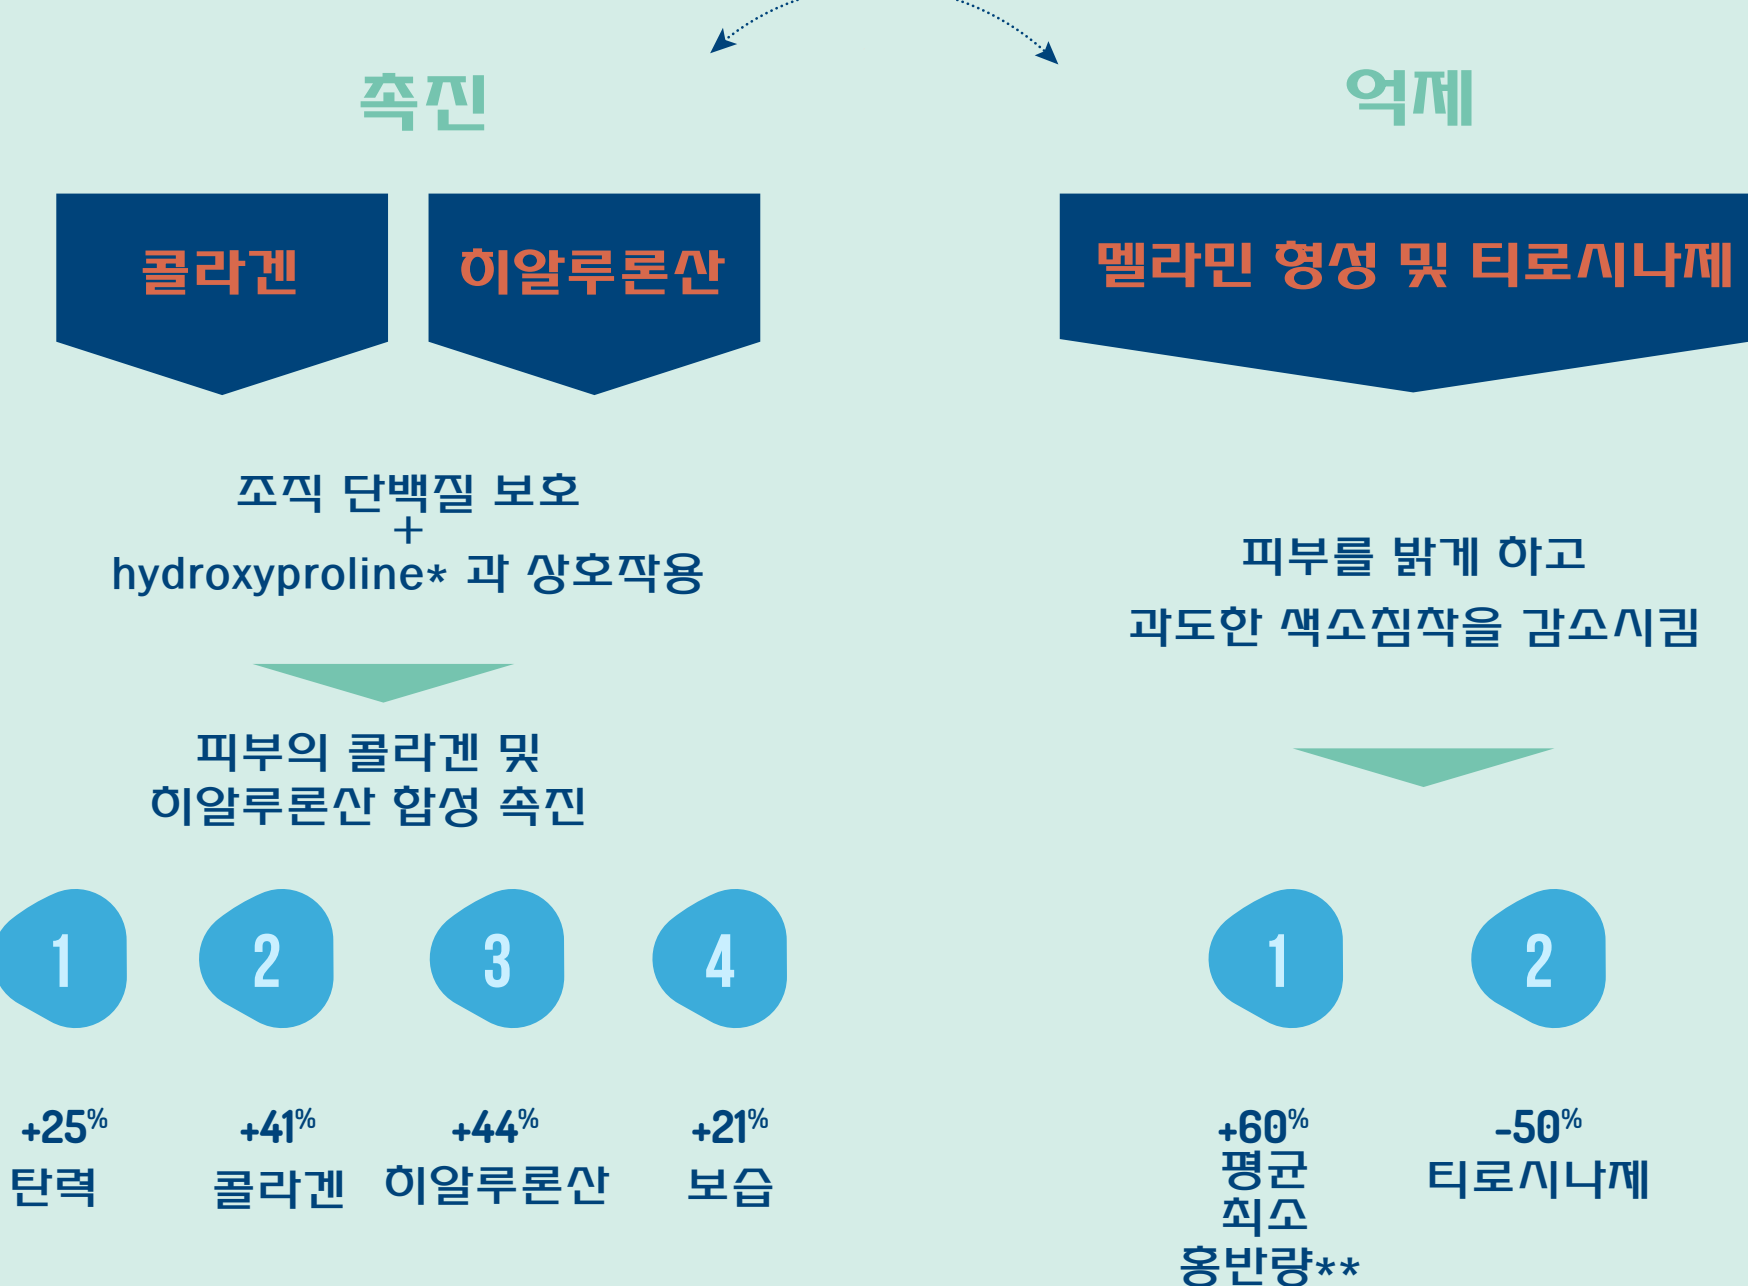 촉진
콜라겐
히알루론산
조직 단백질 보호
+
hydroxyproline* 과 상호작용
피부의 콜라겐 및
히알루론산 합성 촉진
1
2
3
4
+25%
탄력
+41%
콜라겐
+44%
히알루론산
+21%
보습
억제
멜라민 형성 및 티로시나제
피부를 밝게 하고
과도한 색소침착을 감소시킴
1
2
+60%
평균
최소
홍반량**
-50%
티로시나제